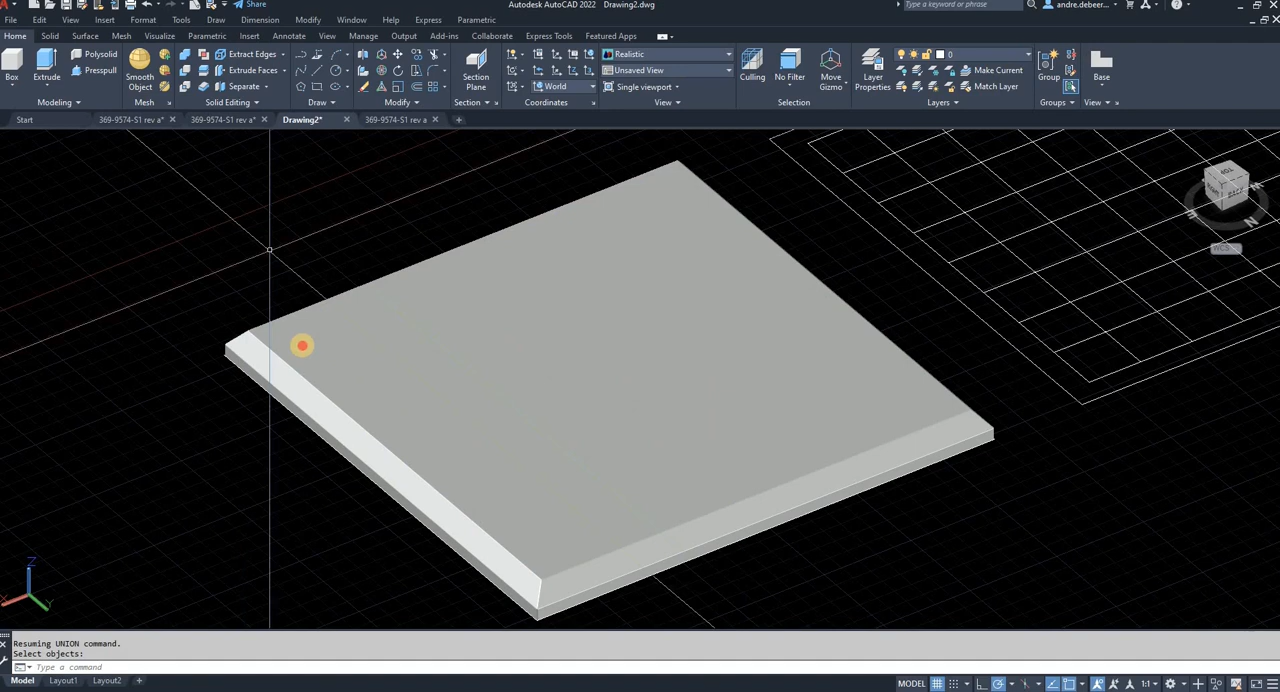 Share
Autodesk AutoCAD 2022 Drawing2.dwg
Type a keyword or phrase
andre.debeer...
File Edit View Insert Format Tools Draw Dimension Modify Window Help Express Parametric
Home Solid Surface Mesh Visualize Parametric Insert Annotate View Manage Output Add-ins Collaborate Express Tools Featured Apps
Box
Extrude
Polysolid
Presspull
Smooth Object
Extract Edges
Extrude Faces
Separate
Section Plane
World
Realistic
Unsaved View
Single viewport
Culling
No Filter
Move Gizmo
Layer Properties
0
Make Current
Match Layer
Group
Base
Modeling Mesh Solid Editing Draw Modify Section Coordinates View Selection Layers Groups View
Start 369-9574-S1 rev a* 369-9574-S1 rev a* Drawing2* 369-9574-S1 rev a
TOP
BACK
N
WCS
Z
X
Y
Resuming UNION command.
Select objects:
Type a command
Model Layout1 Layout2
MODEL
1:1